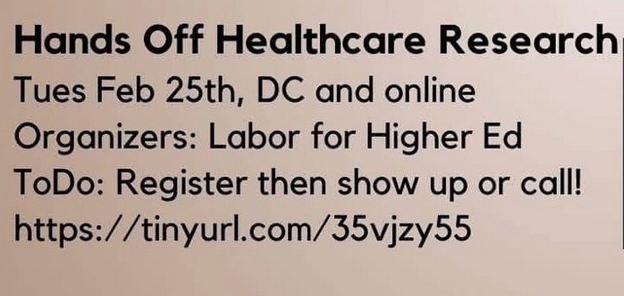 Hands Off Healthcare Research
Tues Feb 25th, DC and online
Organizers: Labor for Higher Ed
ToDo: Register then show up or call!
https://tinyurl.com/35vjzy55